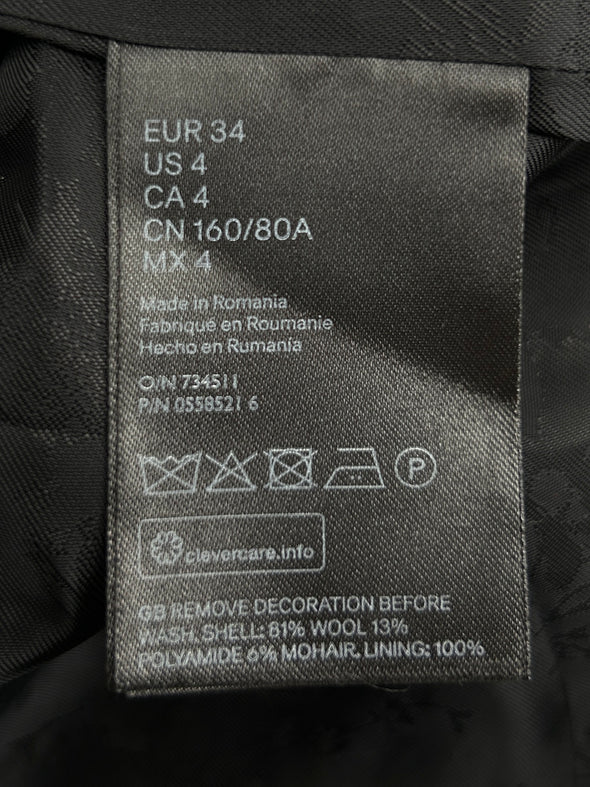 EUR 34
US 4
CA 4
CN 160/80A
MX 4
Made in Romania
Fabriqué en Roumanie
Hecho en Rumania
O/N 734511
P/N 0558521 6
P
clevercare.info
GB REMOVE DECORATION BEFORE
WASH. SHELL: 81% WOOL 13%
POLYAMIDE 6% MOHAIR. LINING: 100%